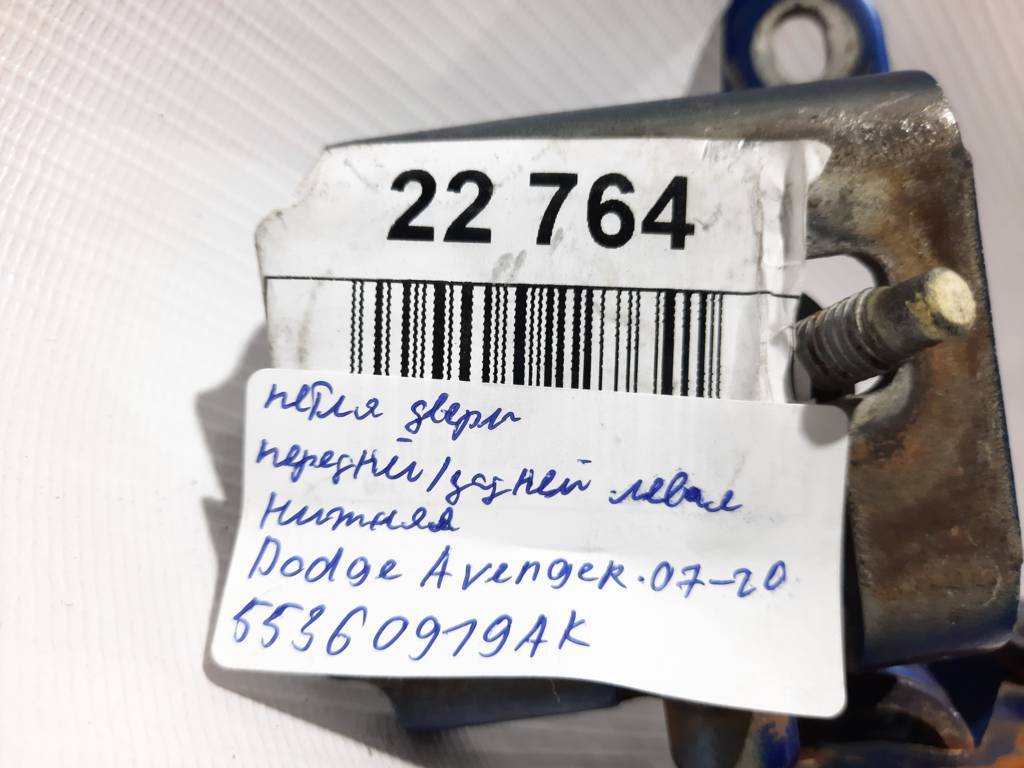 22 764
петля двери
передней/задней левая
нижняя
Dodge Avenger. 07-20
55360919AK